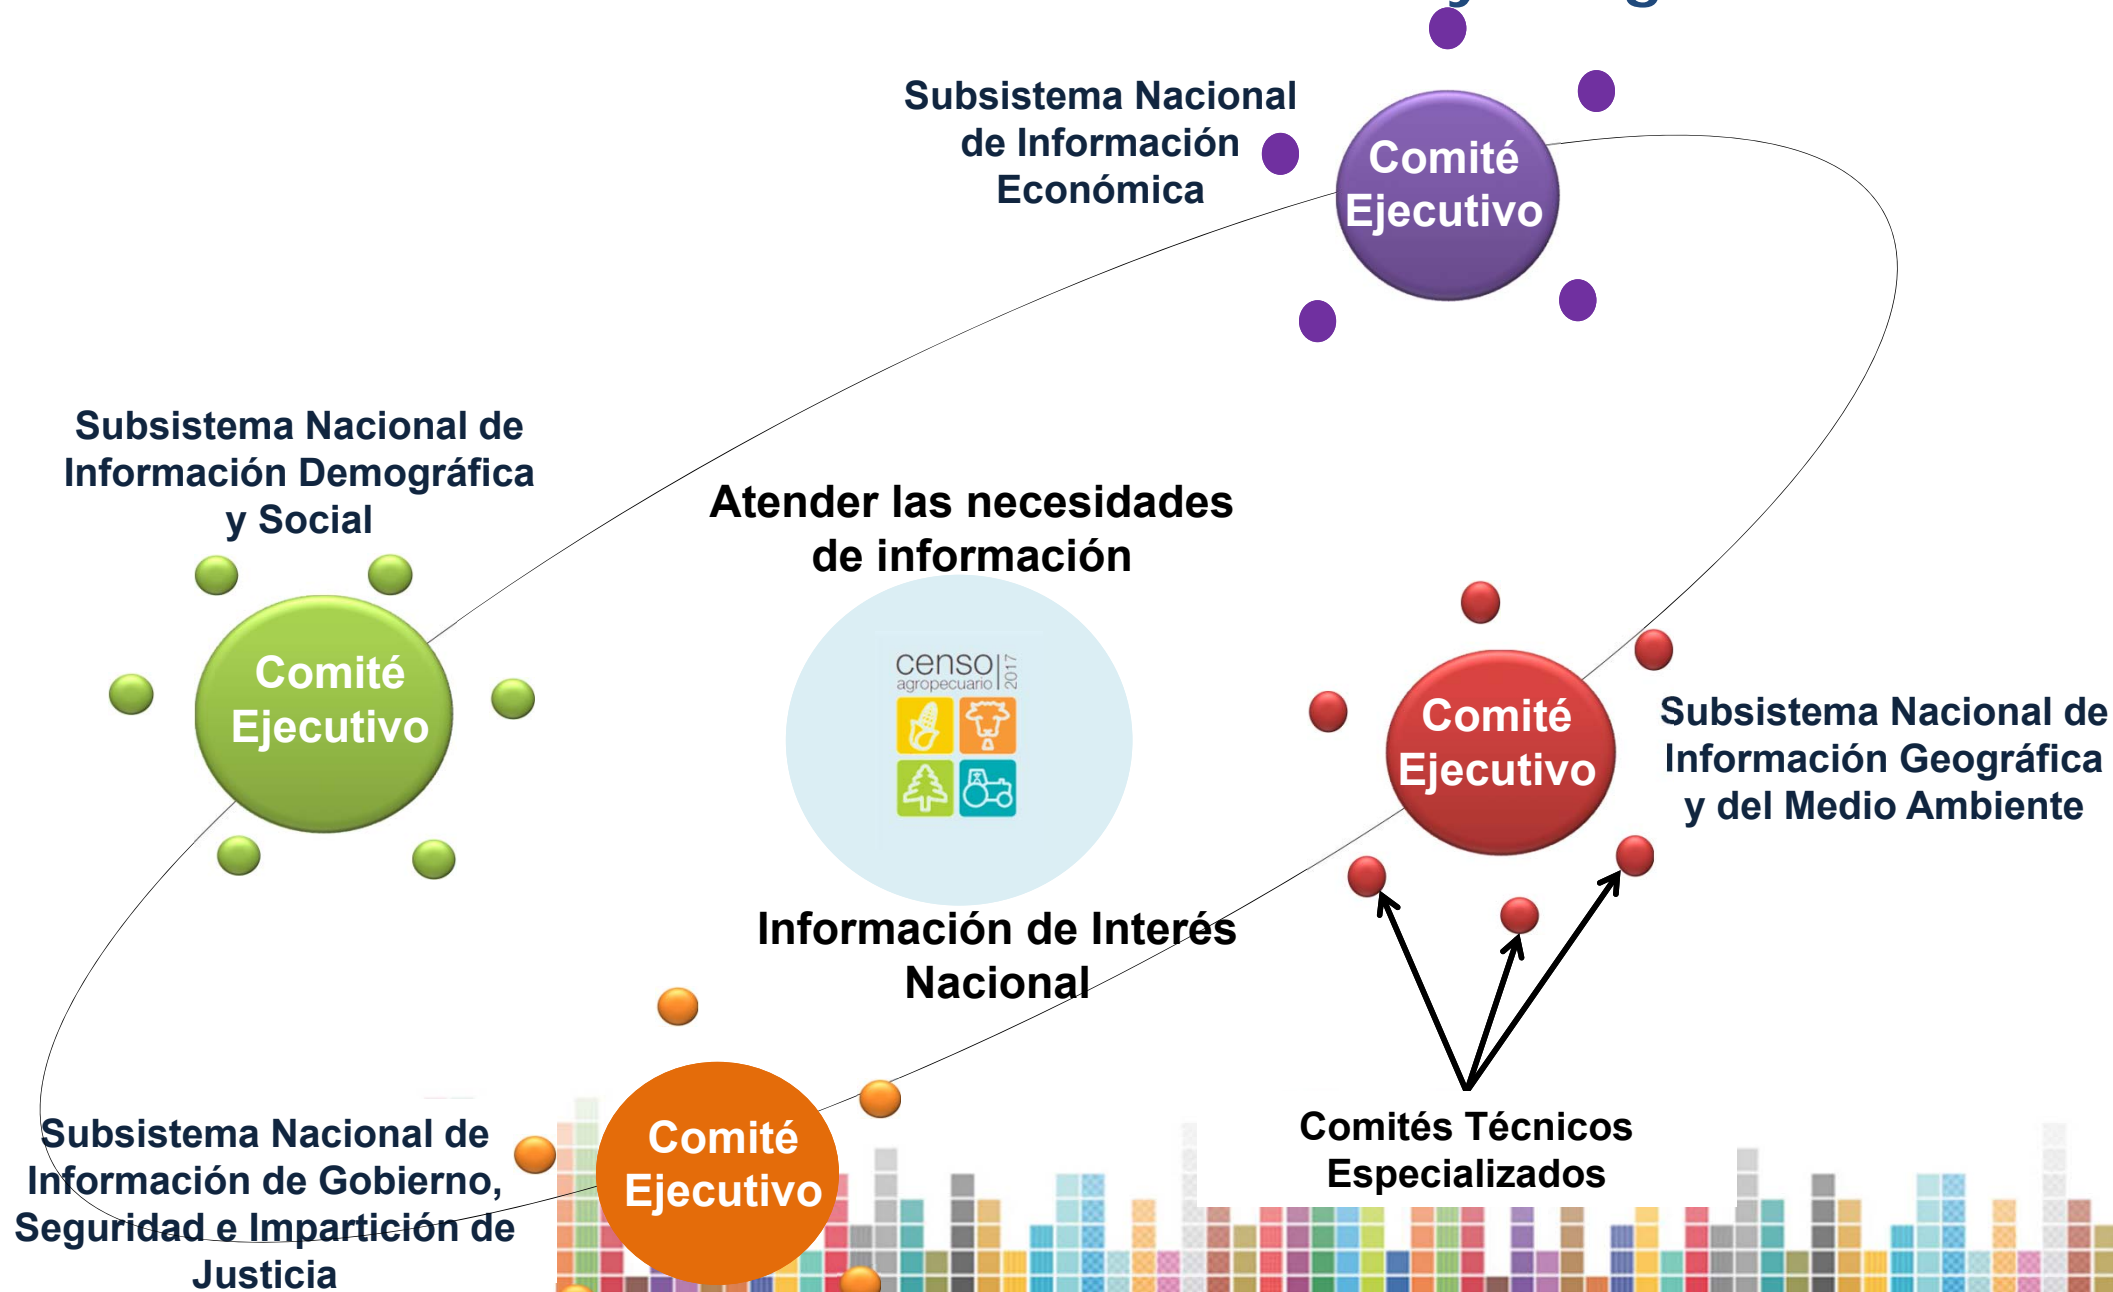 Subsistema Nacional
de Información
Económica
Comité
Ejecutivo
Subsistema Nacional de
Información Demográfica
y Social
Comité
Ejecutivo
Atender las necesidades
de información
censo
agropecuario
2017
Información de Interés
Nacional
Comité
Ejecutivo
Subsistema Nacional de
Información Geográfica
y del Medio Ambiente
Comités Técnicos
Especializados
Comité
Ejecutivo
Subsistema Nacional de
Información de Gobierno,
Seguridad e Impartición de
Justicia